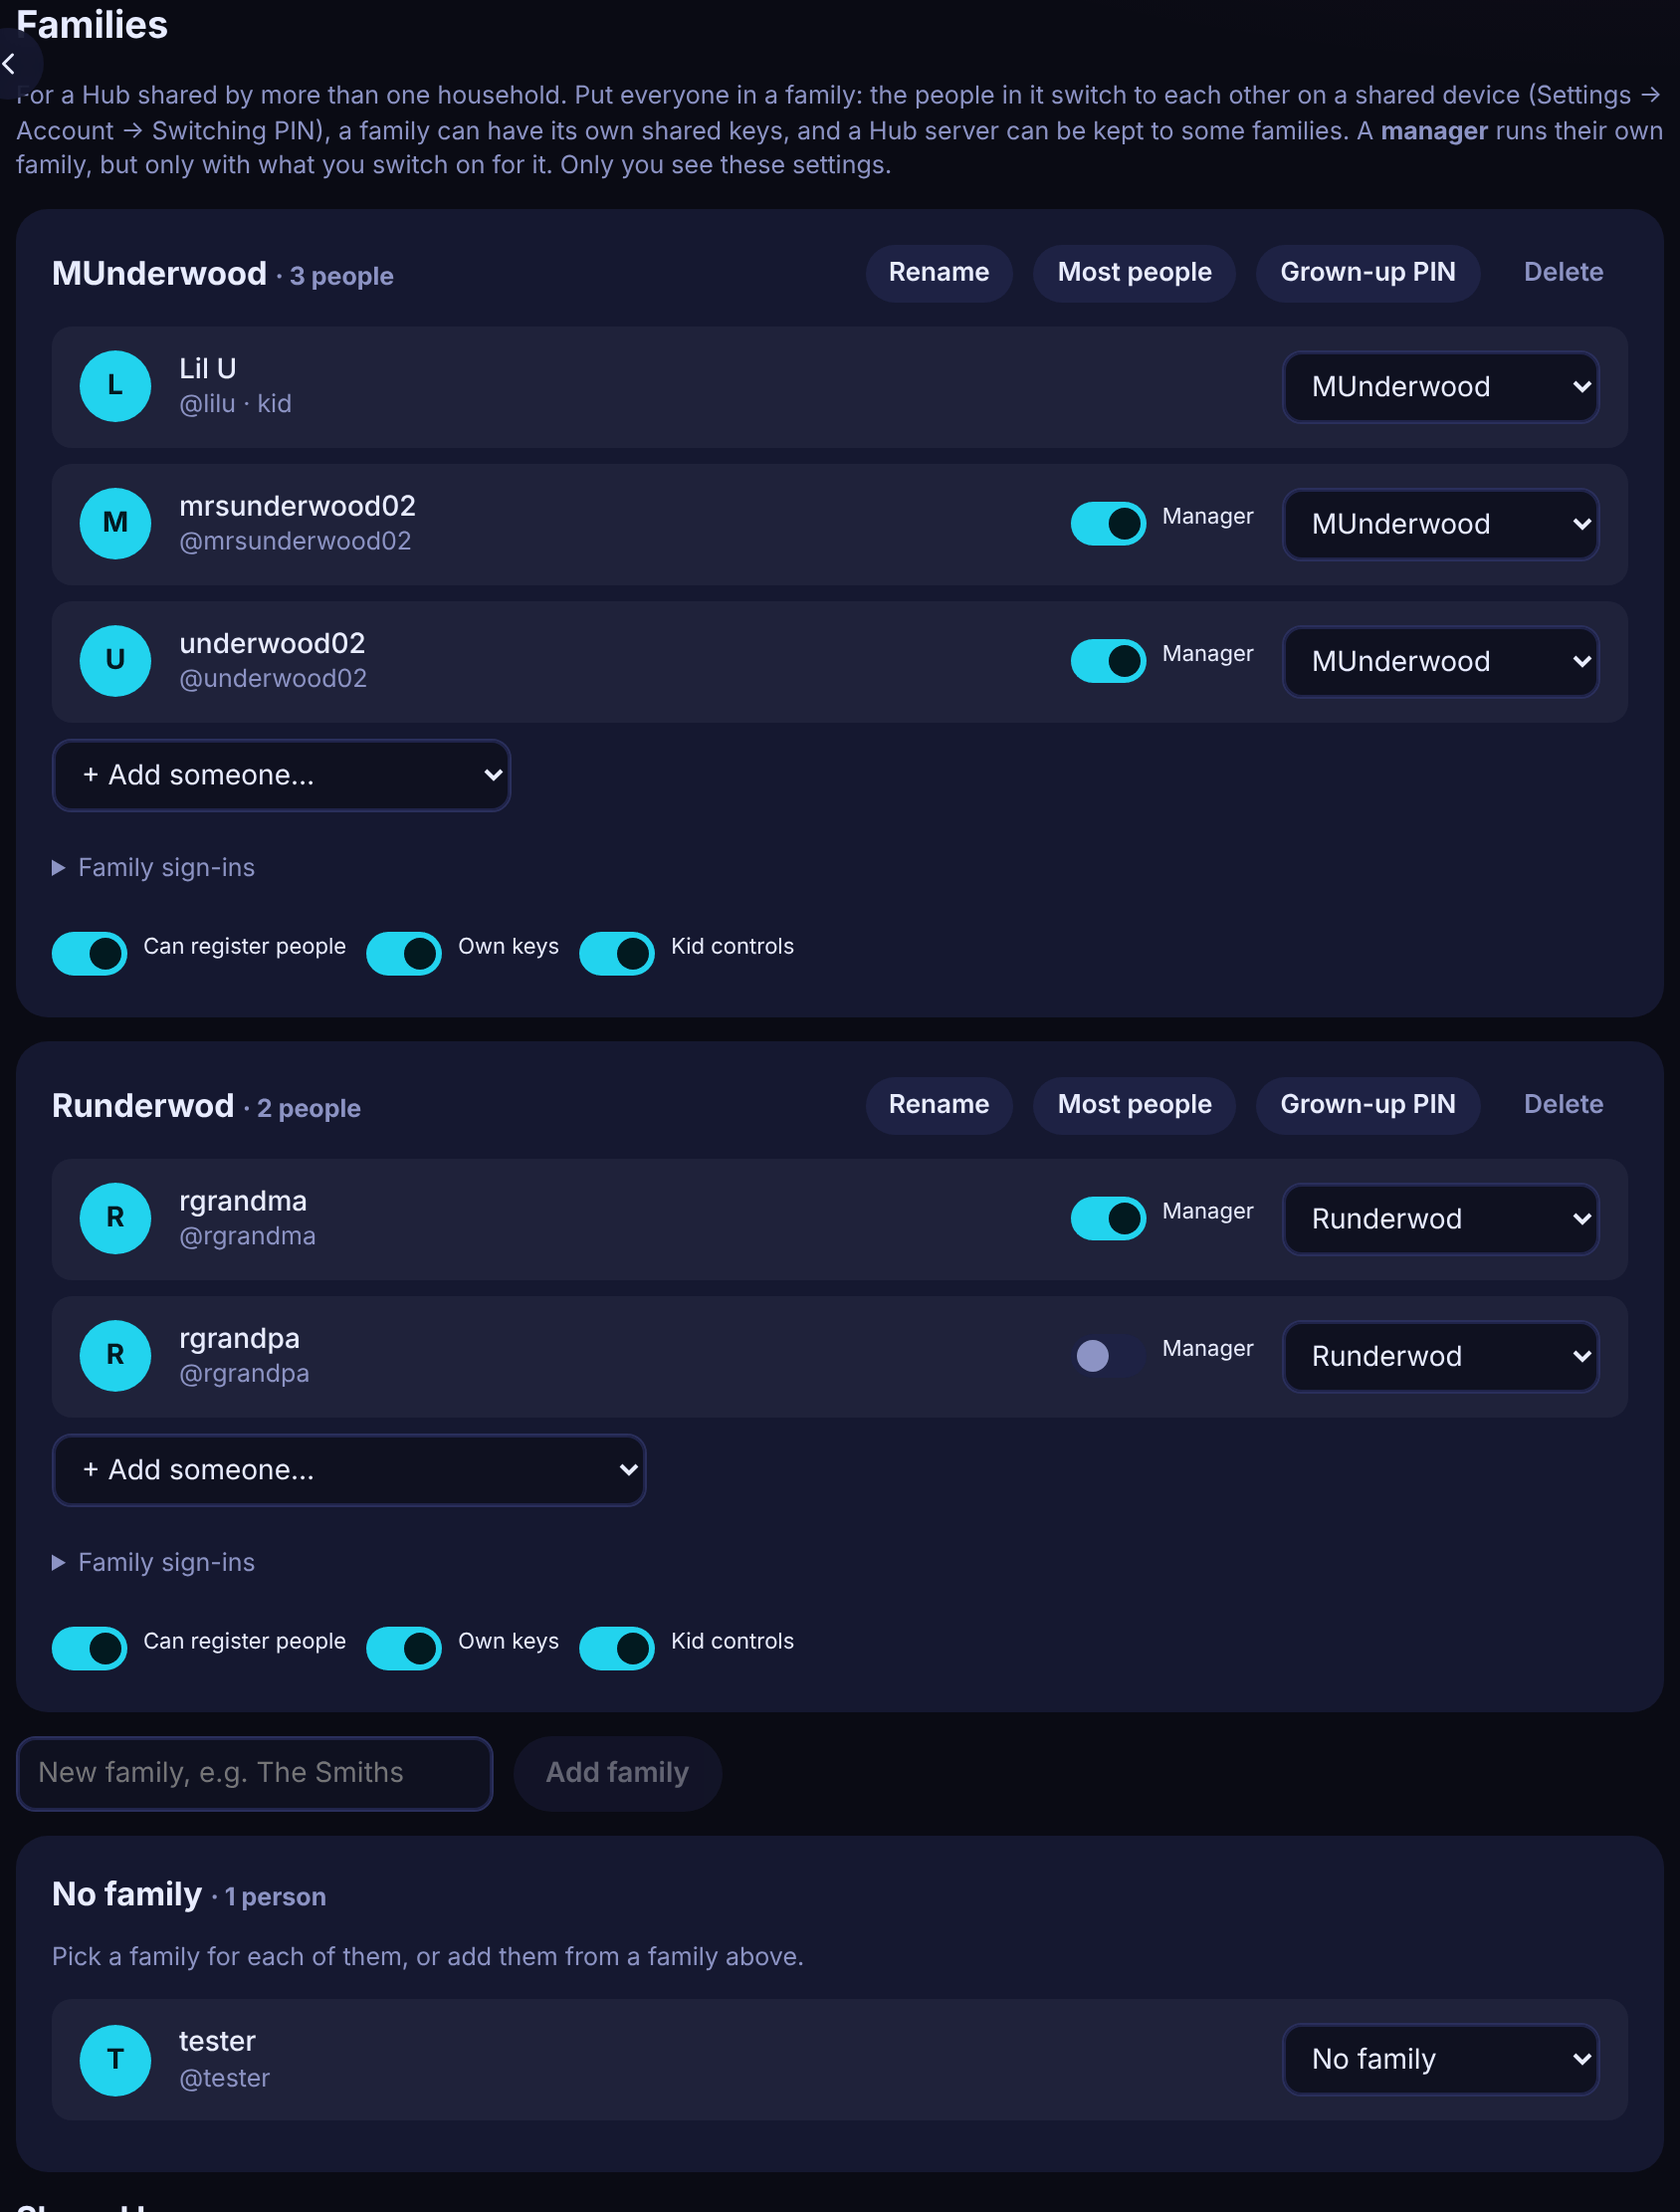 Families
For a Hub shared by more than one household. Put everyone in a family: the people in it switch to each other on a shared device (Settings →
Account → Switching PIN), a family can have its own shared keys, and a Hub server can be kept to some families. A manager runs their own
family, but only with what you switch on for it. Only you see these settings.
MUnderwood · 3 people Rename Most people Grown-up PIN Delete
L Lil U MUnderwood
@lilu · kid
M mrsunderwood02 Manager MUnderwood
@mrsunderwood02
U underwood02 Manager MUnderwood
@underwood02
+ Add someone...
Family sign-ins
Can register people Own keys Kid controls
Runderwod · 2 people Rename Most people Grown-up PIN Delete
R rgrandma Manager Runderwod
@rgrandma
R rgrandpa Manager Runderwod
@rgrandpa
+ Add someone...
Family sign-ins
Can register people Own keys Kid controls
New family, e.g. The Smiths Add family
No family · 1 person
Pick a family for each of them, or add them from a family above.
T tester No family
@tester